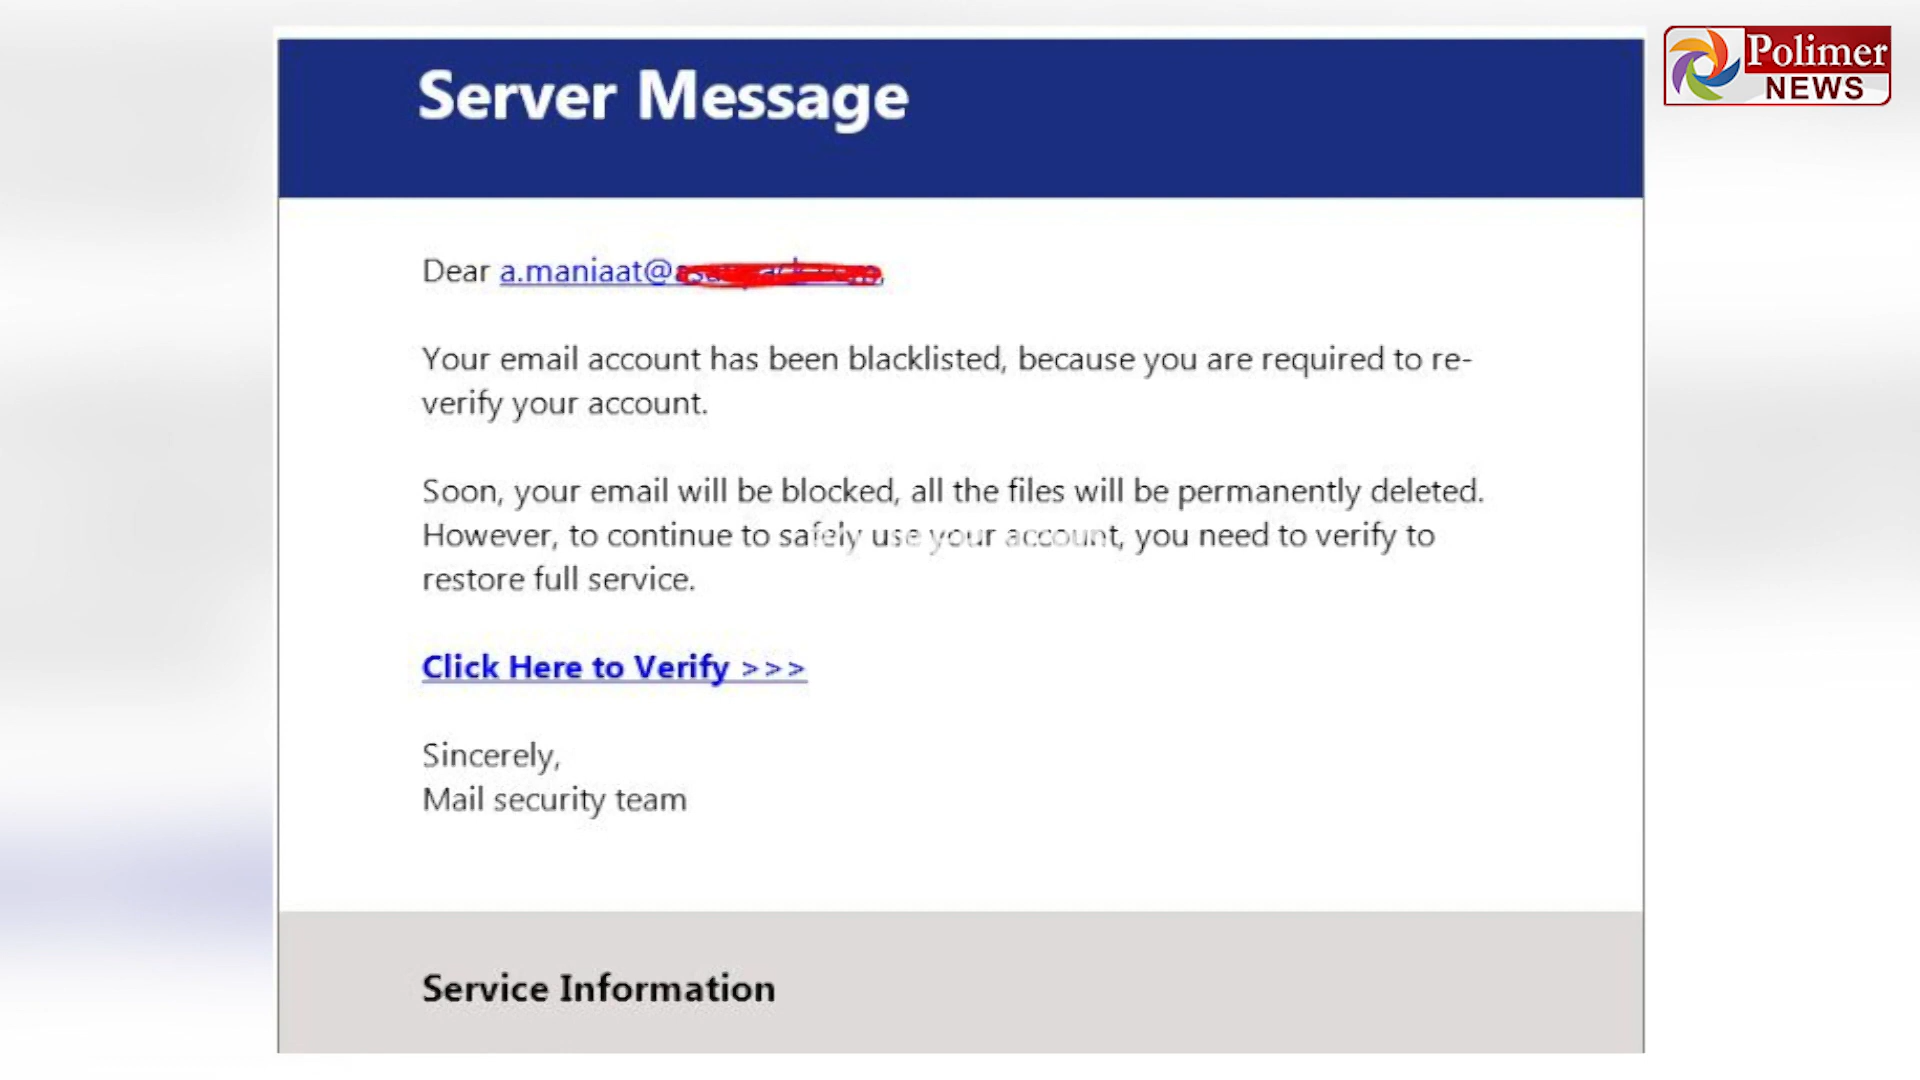 Polimer
NEWS
Server Message
Dear a.maniaat@
Your email account has been blacklisted, because you are required to re-
verify your account.
Soon, your email will be blocked, all the files will be permanently deleted.
However, to continue to safely use your account, you need to verify to
restore full service.
Click Here to Verify >>>
Sincerely,
Mail security team
Service Information